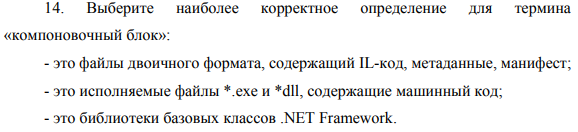 14. Выберите наиболее корректное определение для термина
«компоновочный блок»:
- это файлы двоичного формата, содержащий IL-код, метаданные, манифест;
- это исполняемые файлы *.exe и *dll, содержащие машинный код;
- это библиотеки базовых классов .NET Framework.